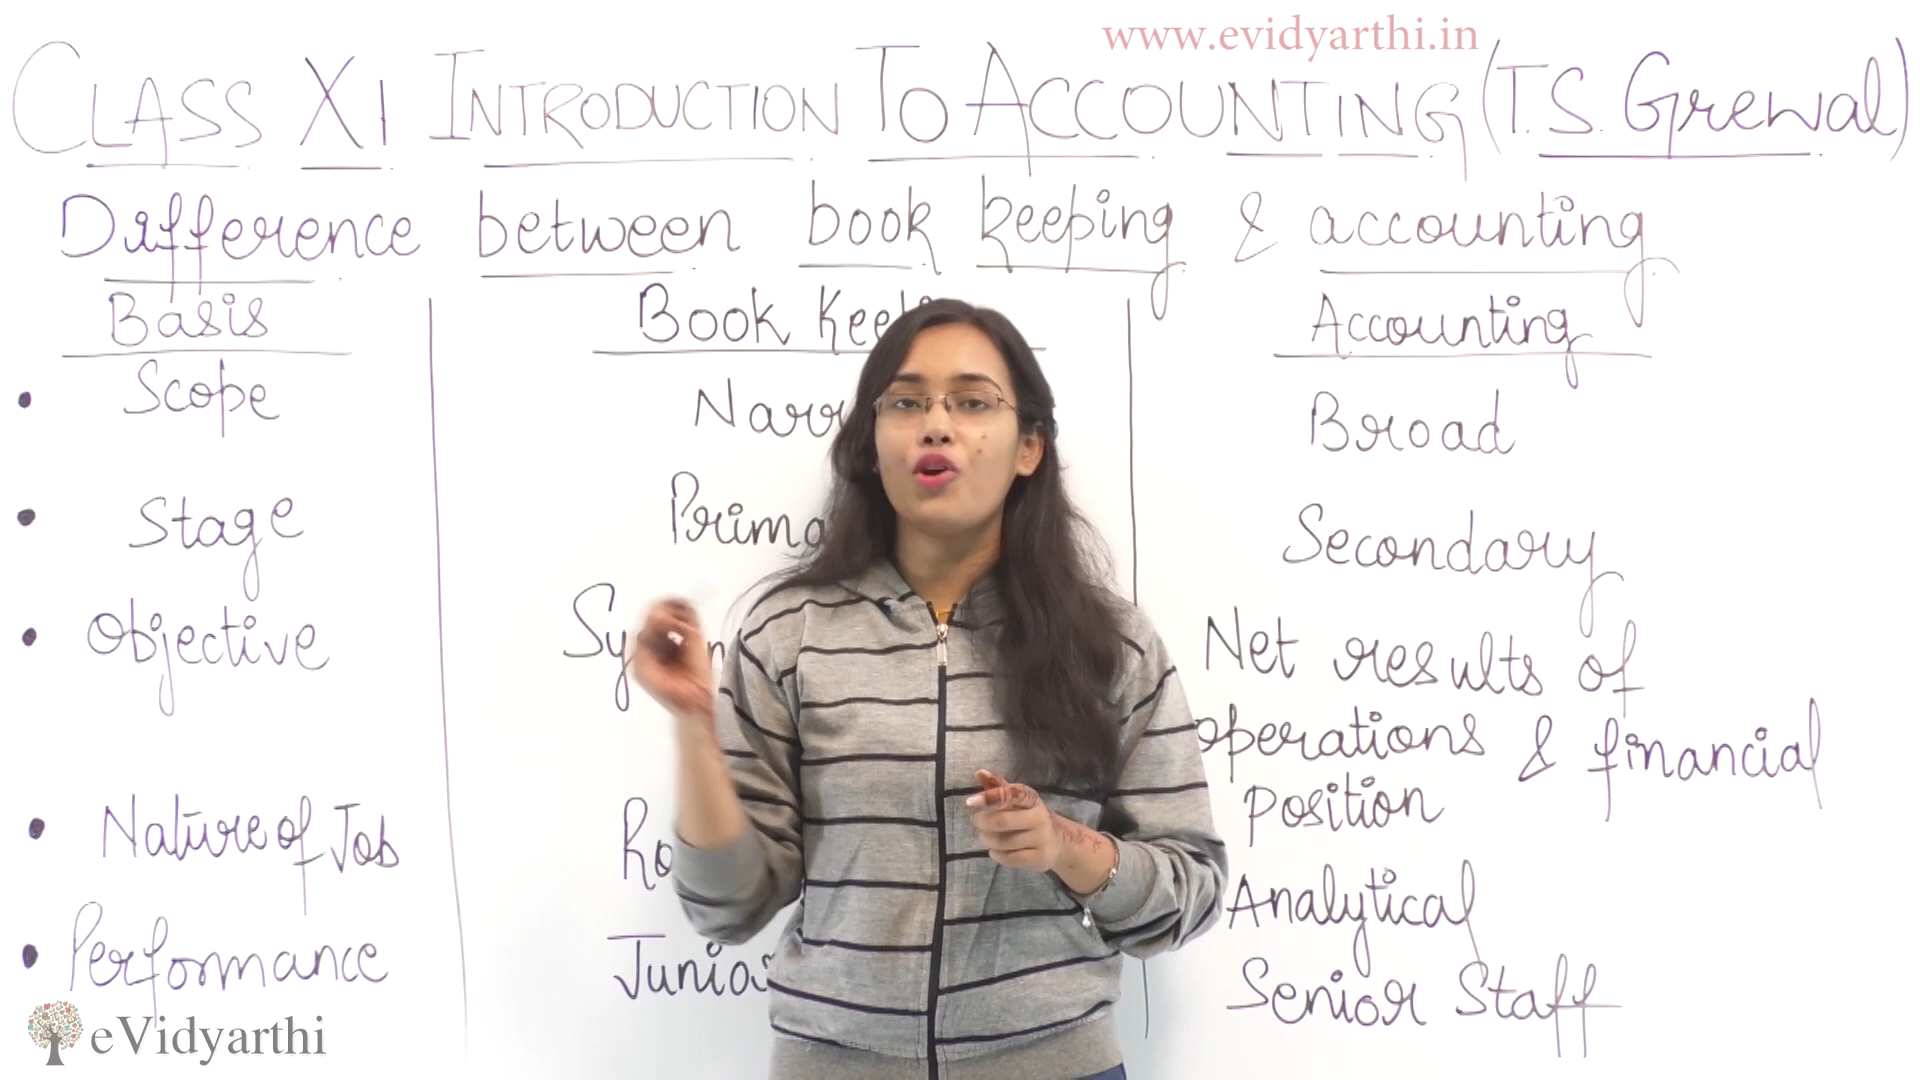 www.evidyarthi.in
CLASS XI INTRODUCTION TO ACCOUNTING (T.S. Grewal)
Difference between book keeping & accounting
Basis Book Accounting
Scope Broad
Stage Secondary
Objective Net results of
operations & financial
position
Nature of Job Analytical
Performance Senior Staff
eVidyarthi